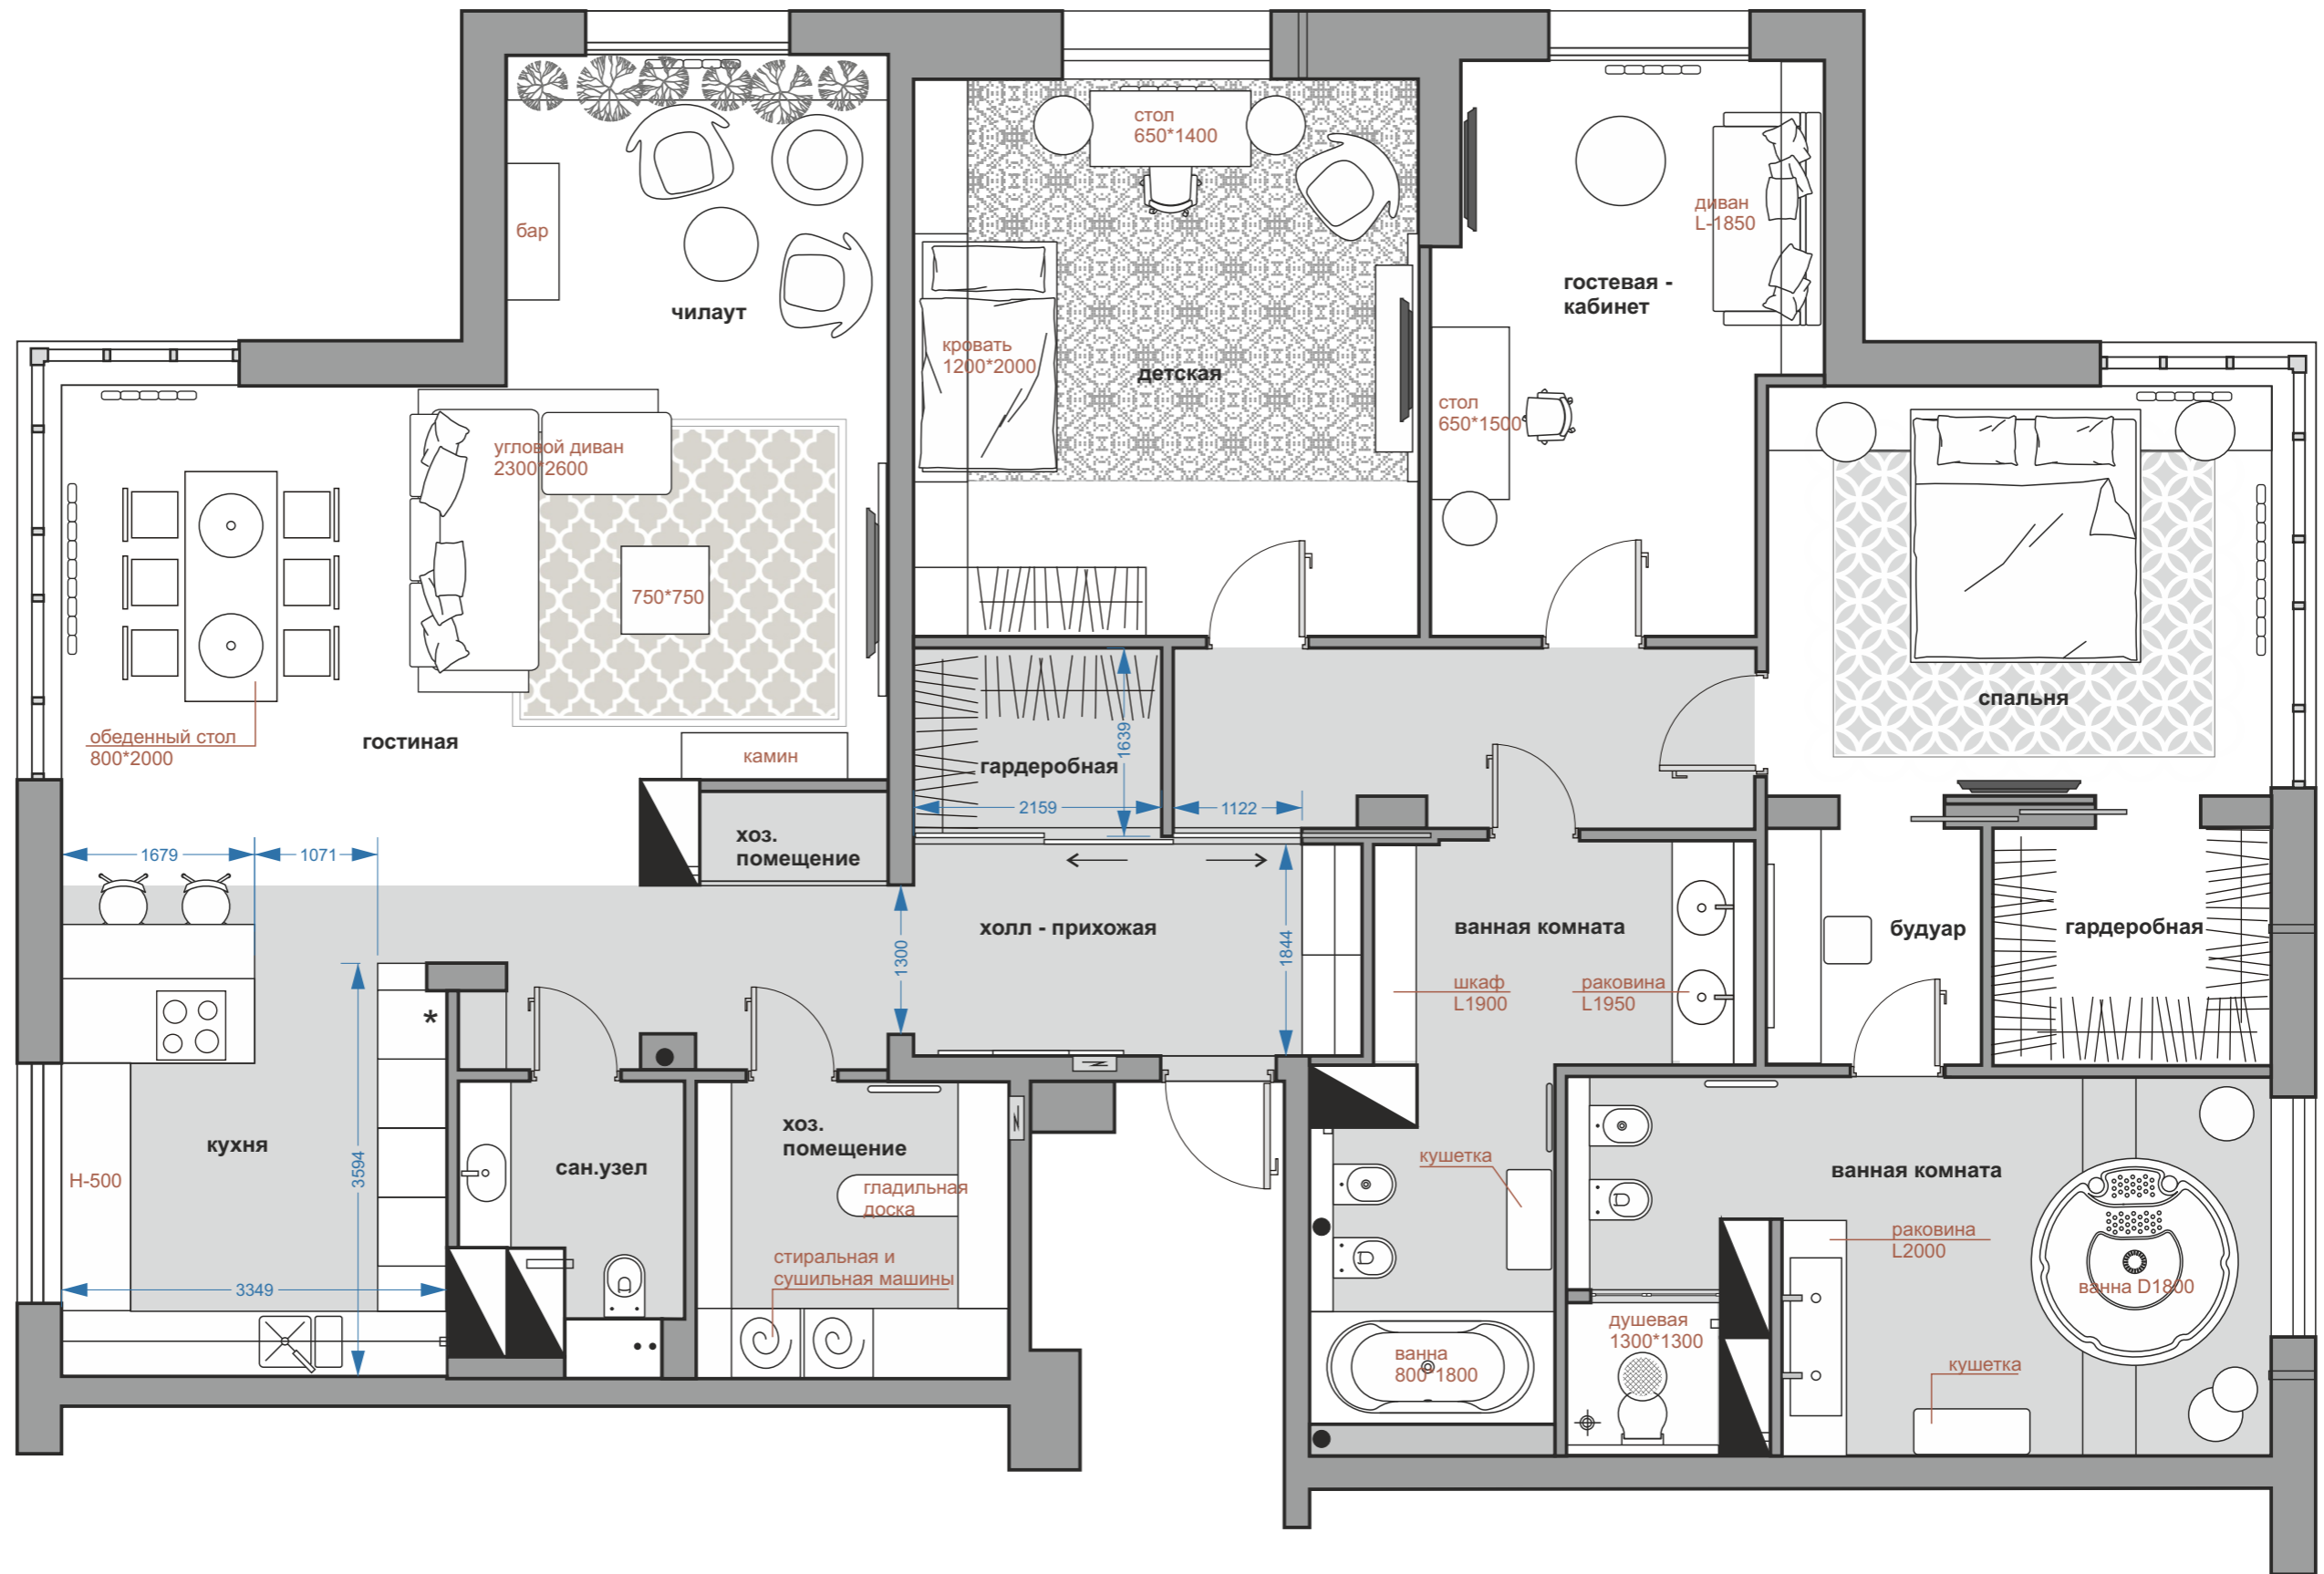 стол
650*1400
бар
диван
L-1850
чилаут
гостевая -
кабинет
кровать
1200*2000
детская
стол
650*1500
угловой диван
2300*2600
750*750
спальня
обеденный стол
800*2000
гостиная
камин
гардеробная
1639
2159
1122
хоз.
помещение
1679
1071
1300
холл - прихожая
1844
ванная комната
шкаф
L1900
раковина
L1950
будуар
гардеробная
*
кухня
H-500
3594
3349
сан.узел
хоз.
помещение
гладильная
доска
стиральная и
сушильная машины
кушетка
ванна
800*1800
ванная комната
раковина
L2000
ванна D1800
душевая
1300*1300
кушетка